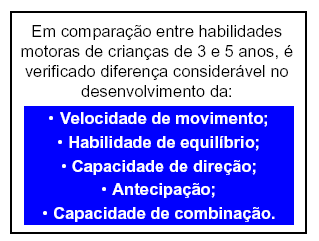 Em comparação entre habilidades
motoras de crianças de 3 e 5 anos, é
verificado diferença considerável no
desenvolvimento da:
• Velocidade de movimento;
• Habilidade de equilíbrio;
• Capacidade de direção;
• Antecipação;
• Capacidade de combinação.